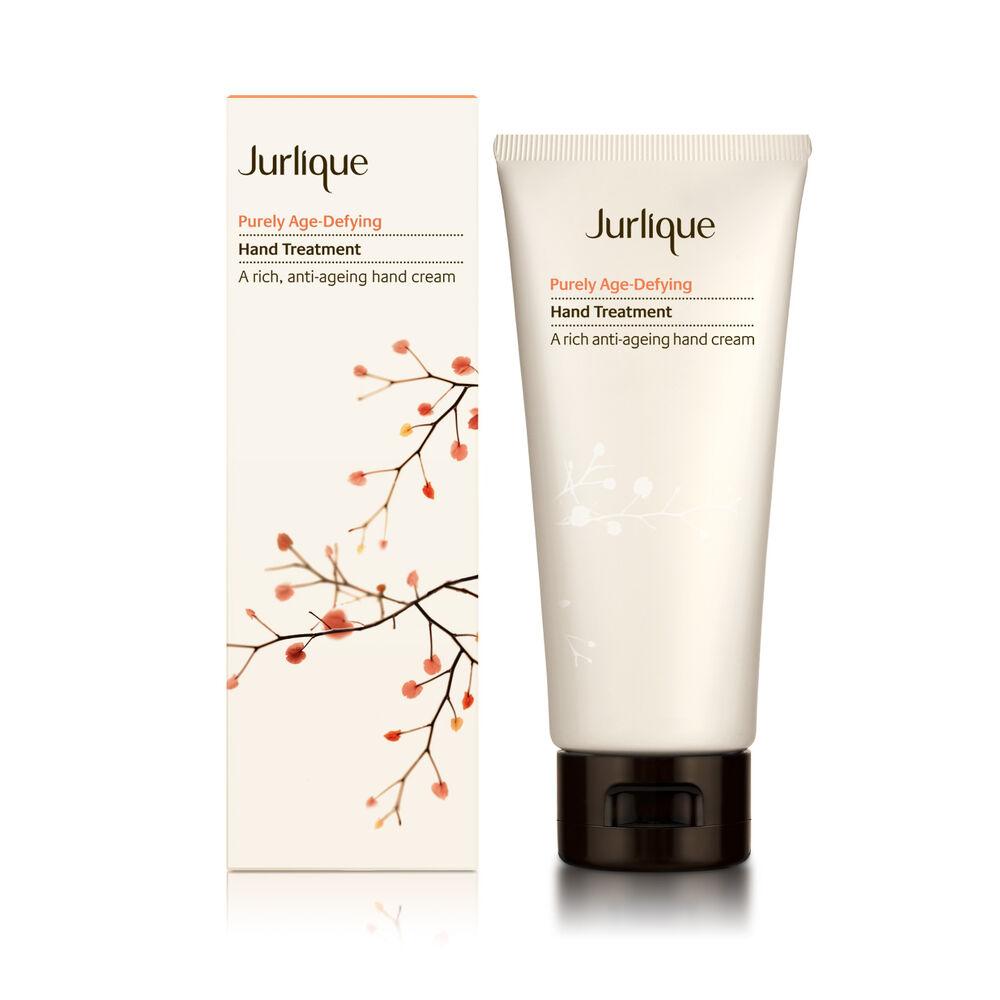 Jurlique
Purely Age-Defying
Hand Treatment
A rich, anti-ageing hand cream
Jurlique
Purely Age-Defying
Hand Treatment
A rich anti-ageing hand cream